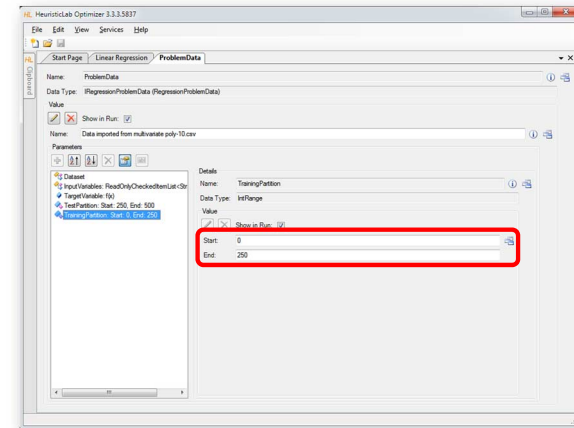 HL HeuristicLab Optimizer 3.3.3.5837
File Edit View Services Help
HL Start Page Linear Regression ProblemData
Clipboard
Name: ProblemData
Data Type: IRegressionProblemData (RegressionProblemData)
Value
Show in Run:
Name: Data imported from multivariate poly-10.csv
Parameters
Dataset
InputVariables: ReadOnlyCheckedItemList<Str
TargetVariable: f(x)
TestPartition: Start: 250, End: 500
TrainingPartition: Start: 0, End: 250
Details
Name: TrainingPartition
Data Type: IntRange
Value
Show in Run:
Start: 0
End: 250